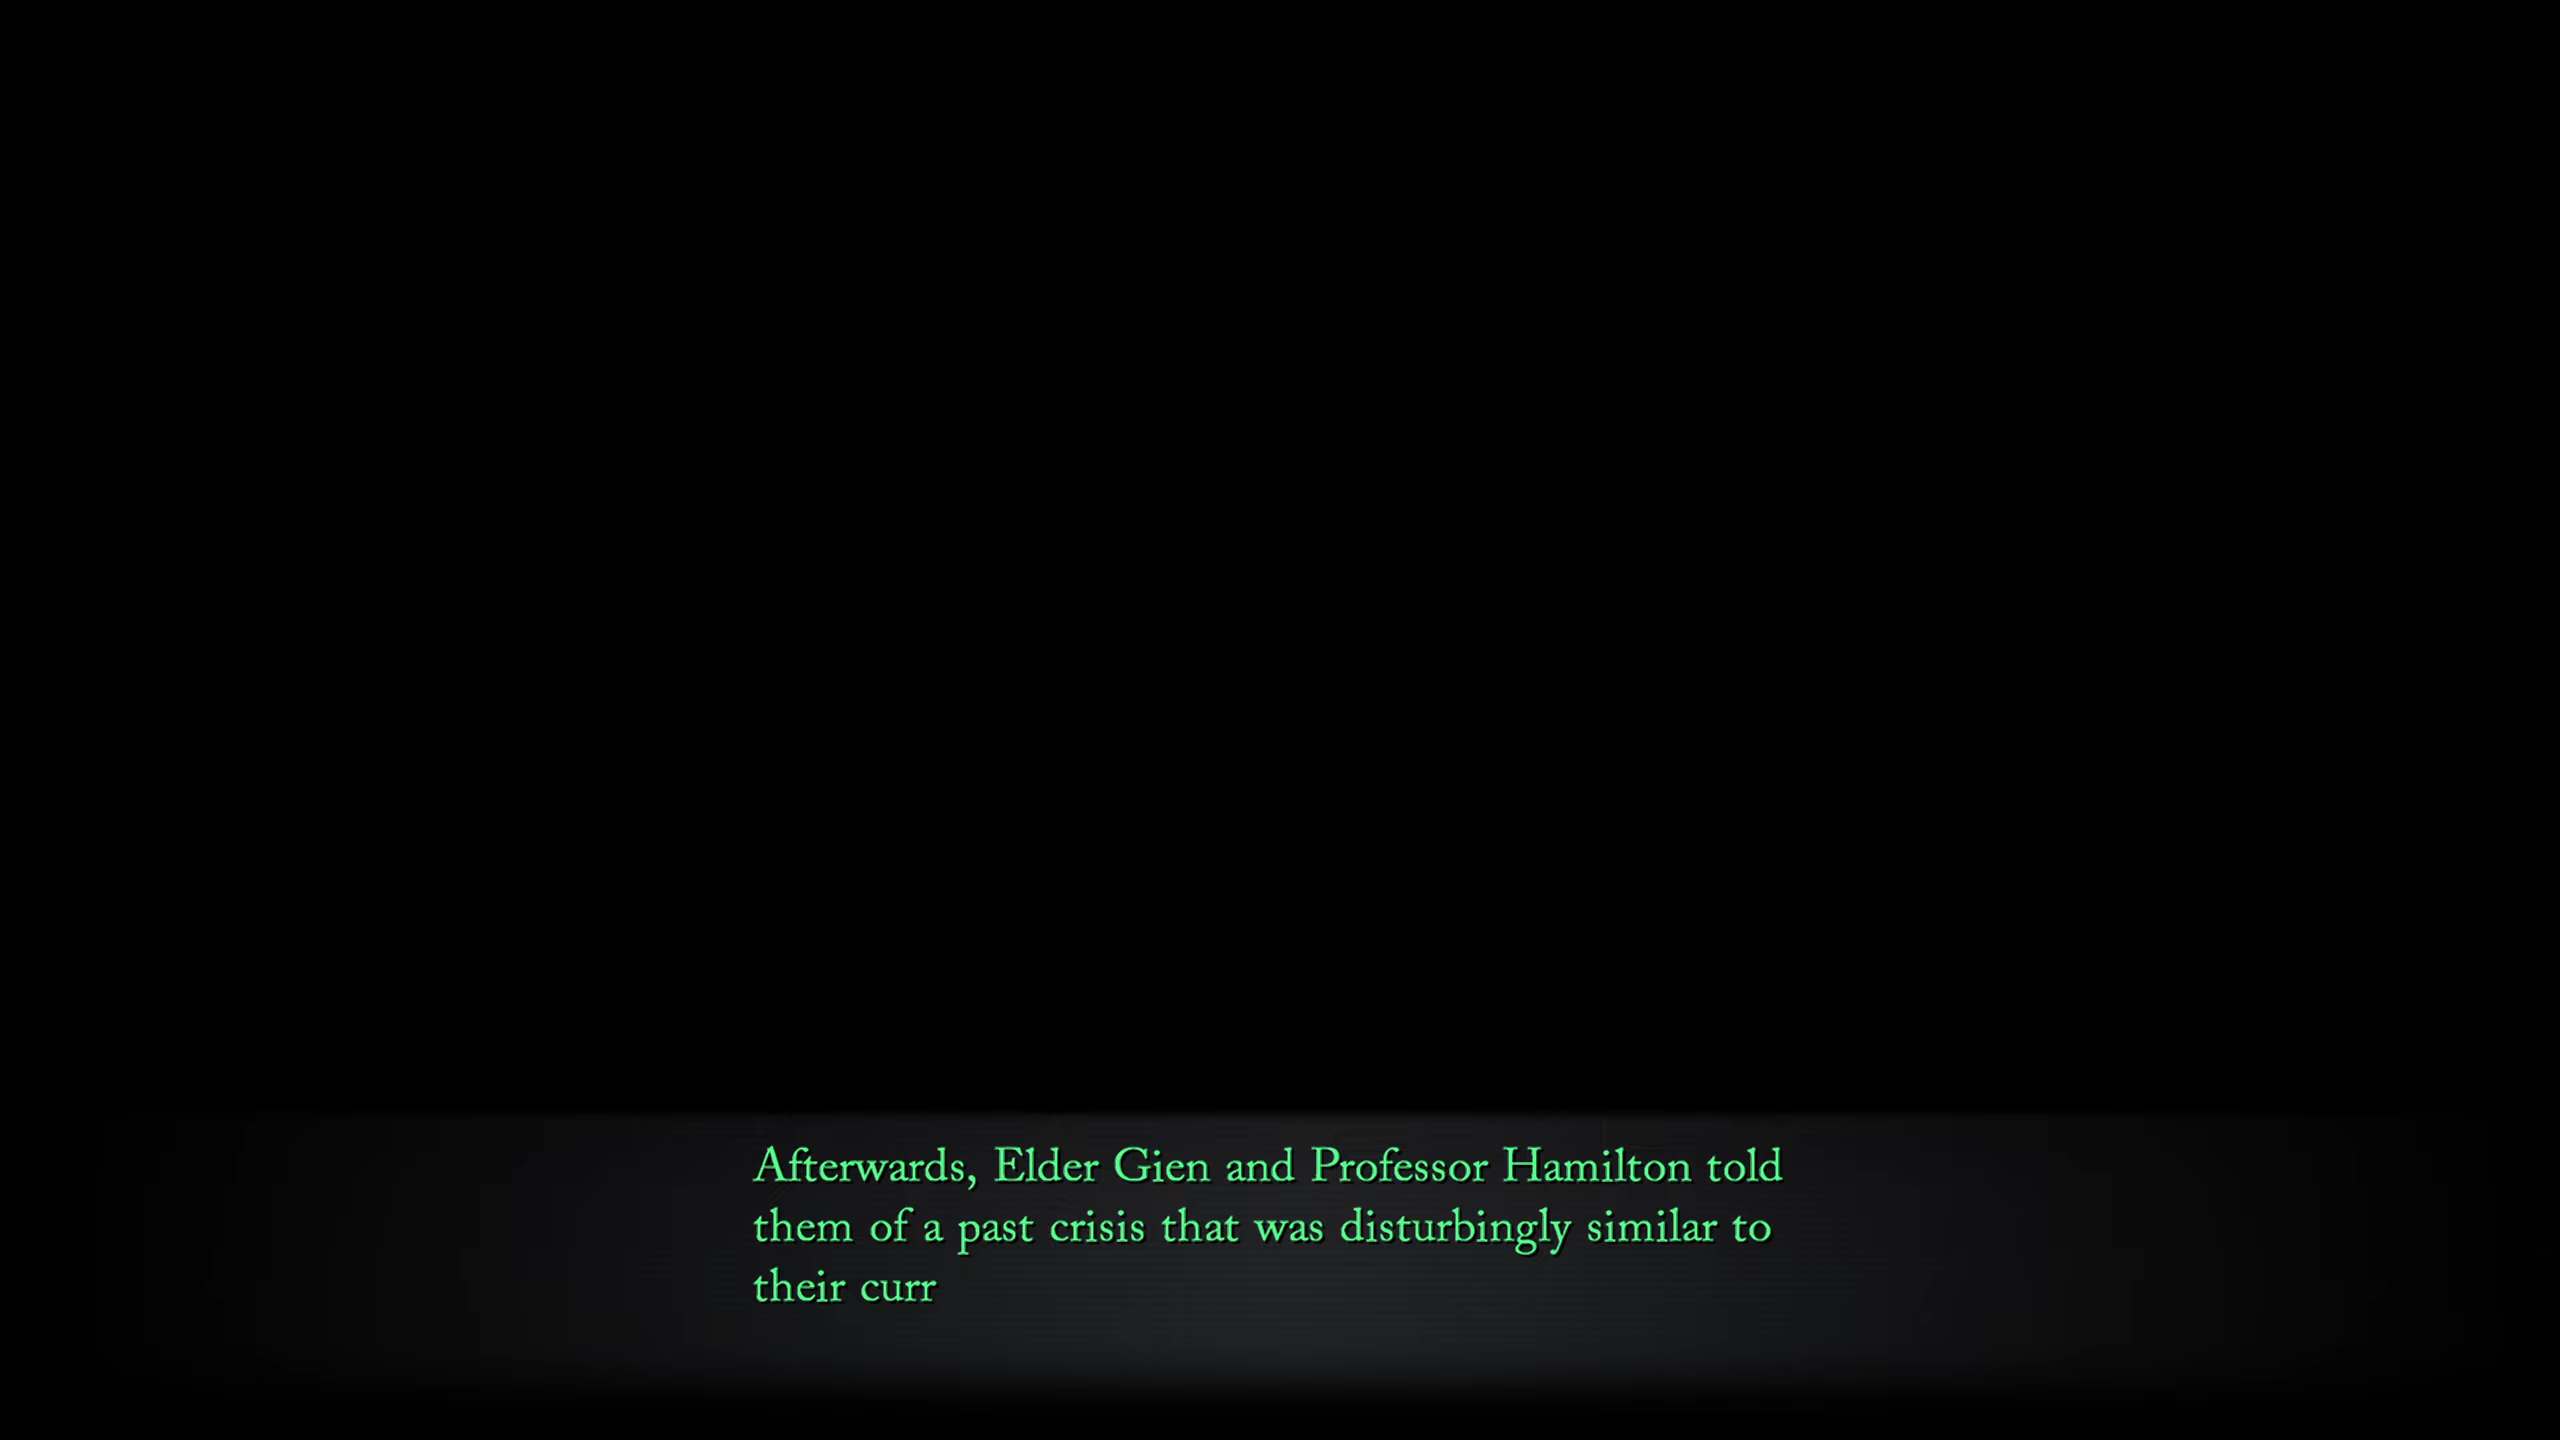 Afterwards, Elder Gien and Professor Hamilton told
them of a past crisis that was disturbingly similar to
their curr